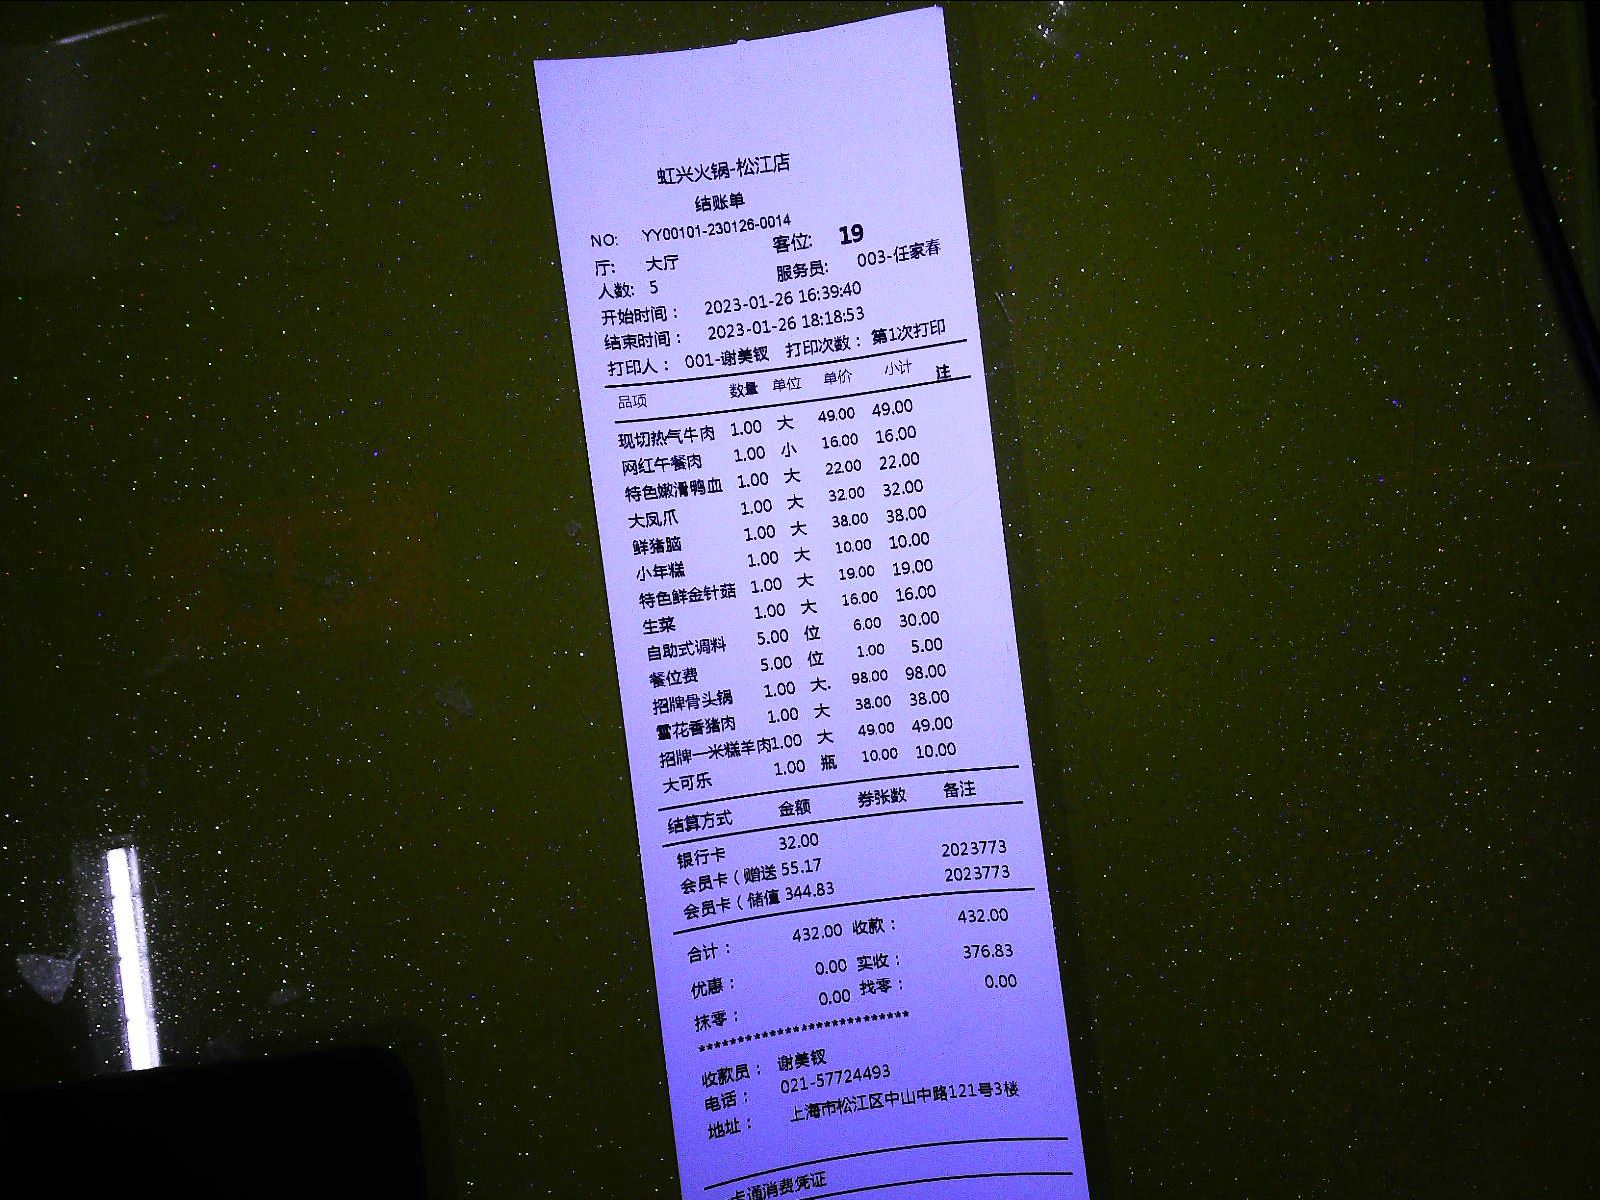 虹兴火锅-松江店
结账单
NO: YY00101-230126-0014
厅: 大厅 客位: 19
人数: 5 服务员: 003-任家春
开始时间： 2023-01-26 16:39:40
结束时间： 2023-01-26 18:18:53
打印人： 001-谢美钗 打印次数： 第1次打印
品项 数量 单位 单价 小计 注
现切热气牛肉 1.00 大 49.00 49.00
网红午餐肉 1.00 小 16.00 16.00
特色嫩滑鸭血 1.00 大 22.00 22.00
大凤爪 1.00 大 32.00 32.00
鲜猪脑 1.00 大 38.00 38.00
小年糕 1.00 大 10.00 10.00
特色鲜金针菇 1.00 大 19.00 19.00
生菜 1.00 大 16.00 16.00
自助式调料 5.00 位 6.00 30.00
餐位费 5.00 位 1.00 5.00
招牌骨头锅 1.00 大. 98.00 98.00
雪花香猪肉 1.00 大 38.00 38.00
招牌一米糕羊肉1.00 大 49.00 49.00
大可乐 1.00 瓶 10.00 10.00
结算方式 金额 券张数 备注
银行卡 32.00
会员卡（赠送 55.17 2023773
会员卡（储值 344.83 2023773
合计： 432.00 收款： 432.00
优惠： 0.00 实收： 376.83
抹零： 0.00 找零： 0.00
**************************
收款员： 谢美钗
电话： 021-57724493
地址： 上海市松江区中山中路121号3楼
卡通消费凭证